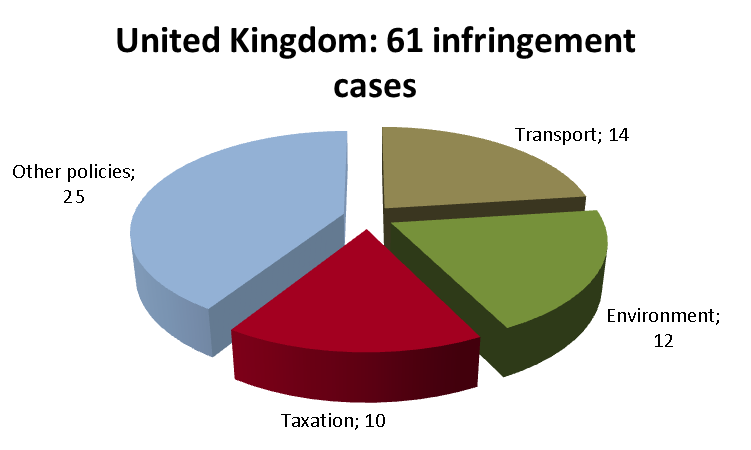 United Kingdom: 61 infringement
cases
Transport; 14
Other policies;
25
Environment;
12
Taxation; 10